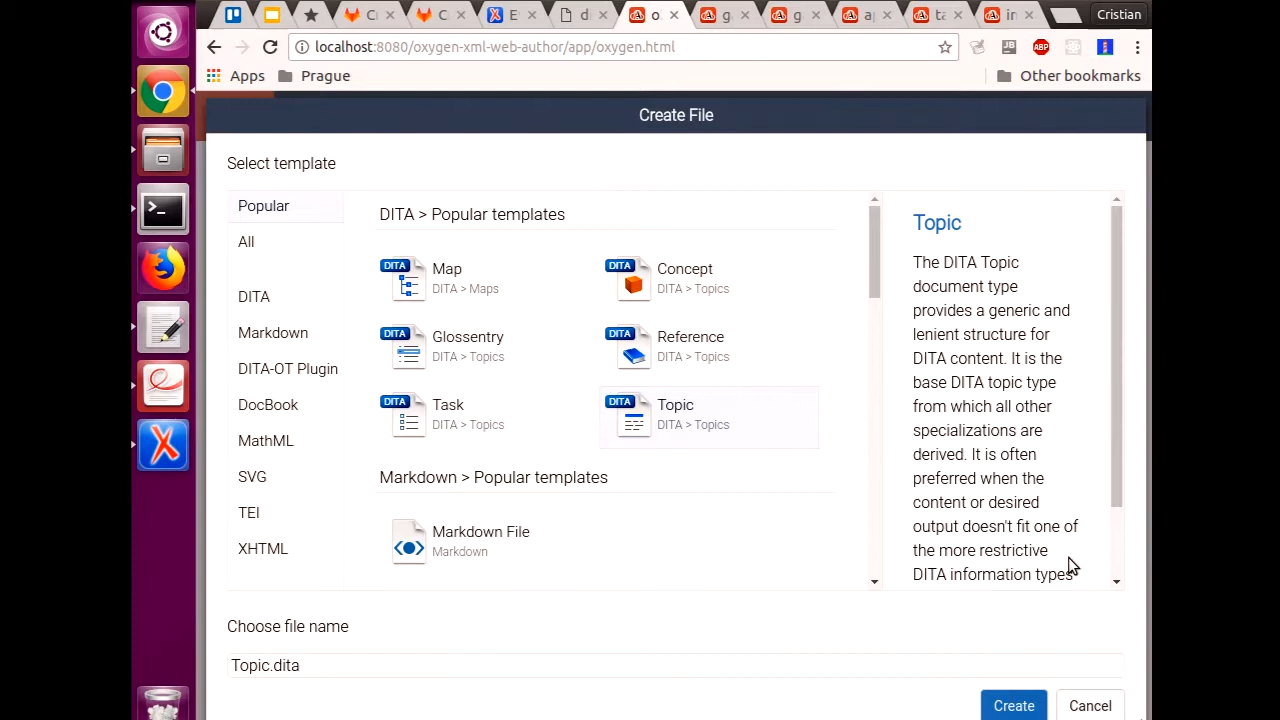 Cristian
localhost:8080/oxygen-xml-web-author/app/oxygen.html
JB
ABP
Apps
Prague
Other bookmarks
Create File
Select template
Popular
All
DITA
Markdown
DITA-OT Plugin
DocBook
MathML
SVG
TEI
XHTML
DITA > Popular templates
DITA
Map
DITA > Maps
DITA
Concept
DITA > Topics
DITA
Glossentry
DITA > Topics
DITA
Reference
DITA > Topics
DITA
Task
DITA > Topics
DITA
Topic
DITA > Topics
Markdown > Popular templates
Markdown File
Markdown
Topic
The DITA Topic
document type
provides a generic and
lenient structure for
DITA content. It is the
base DITA topic type
from which all other
specializations are
derived. It is often
preferred when the
content or desired
output doesn't fit one of
the more restrictive
DITA information types
Choose file name
Topic.dita
Create
Cancel